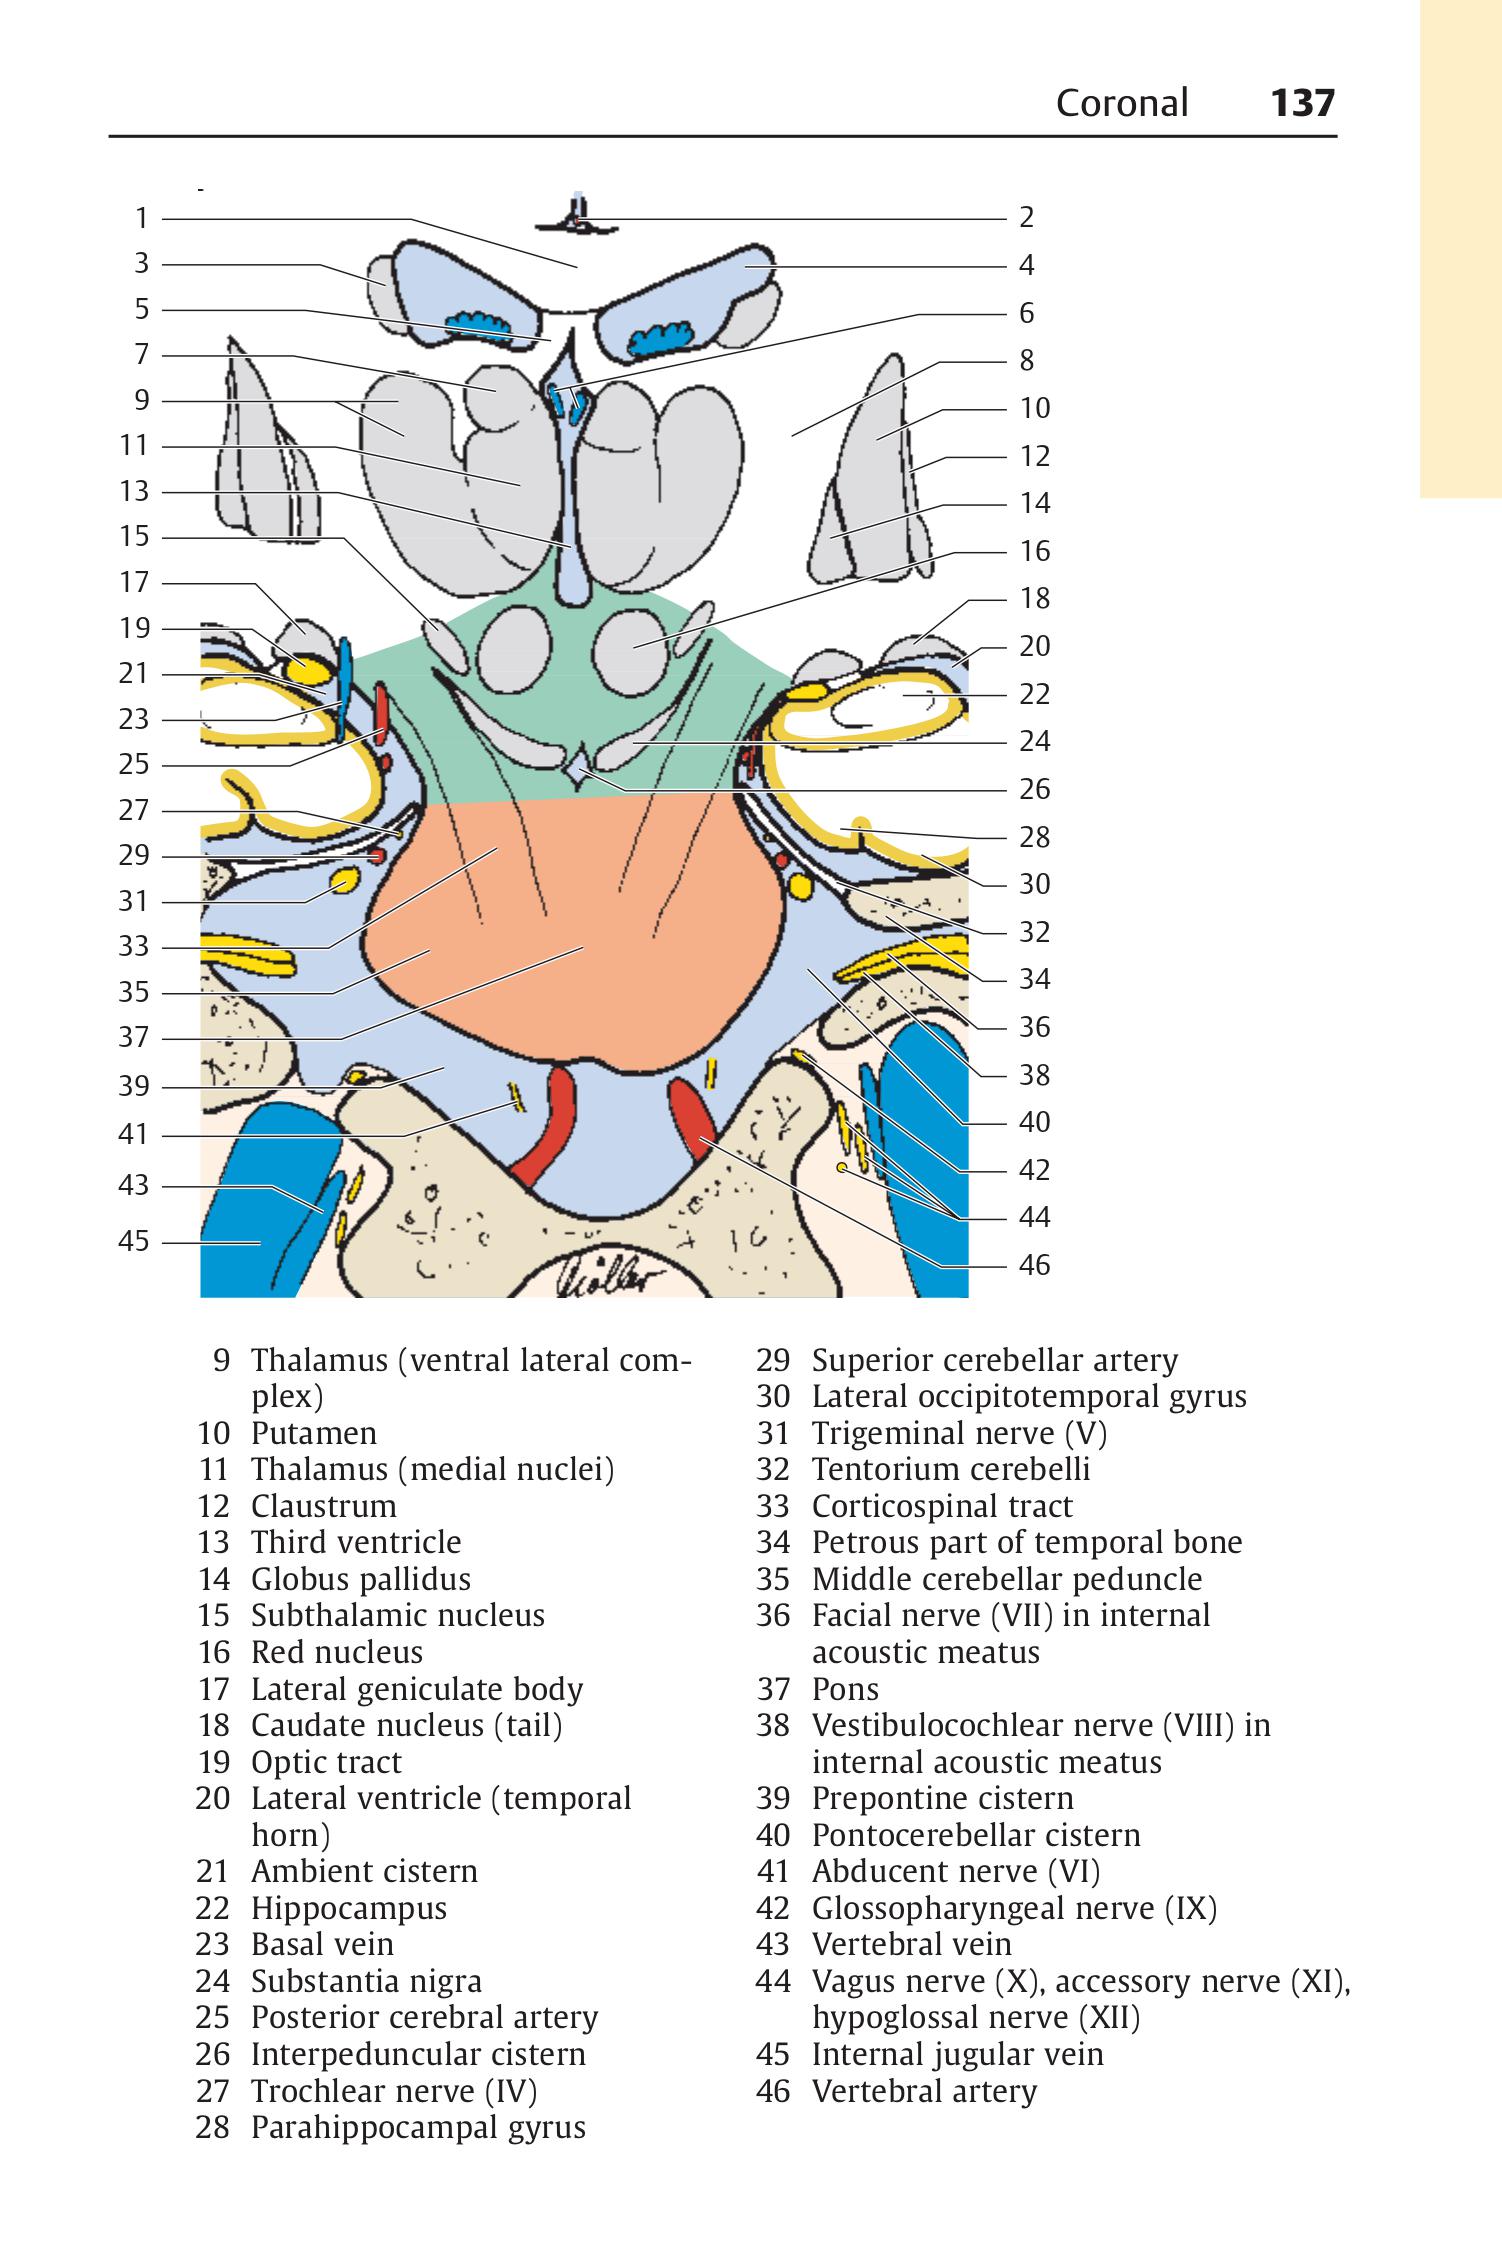 Coronal 137
1
2
3
4
5
6
7
8
9
10
11
12
13
14
15
16
17
18
19
20
21
22
23
24
25
26
27
28
29
30
31
32
33
34
35
36
37
38
39
40
41
42
43
44
45
46
9 Thalamus (ventral lateral com-
plex)
10 Putamen
11 Thalamus (medial nuclei)
12 Claustrum
13 Third ventricle
14 Globus pallidus
15 Subthalamic nucleus
16 Red nucleus
17 Lateral geniculate body
18 Caudate nucleus (tail)
19 Optic tract
20 Lateral ventricle (temporal
horn)
21 Ambient cistern
22 Hippocampus
23 Basal vein
24 Substantia nigra
25 Posterior cerebral artery
26 Interpeduncular cistern
27 Trochlear nerve (IV)
28 Parahippocampal gyrus
29 Superior cerebellar artery
30 Lateral occipitotemporal gyrus
31 Trigeminal nerve (V)
32 Tentorium cerebelli
33 Corticospinal tract
34 Petrous part of temporal bone
35 Middle cerebellar peduncle
36 Facial nerve (VII) in internal
acoustic meatus
37 Pons
38 Vestibulocochlear nerve (VIII) in
internal acoustic meatus
39 Prepontine cistern
40 Pontocerebellar cistern
41 Abducent nerve (VI)
42 Glossopharyngeal nerve (IX)
43 Vertebral vein
44 Vagus nerve (X), accessory nerve (XI),
hypoglossal nerve (XII)
45 Internal jugular vein
46 Vertebral artery